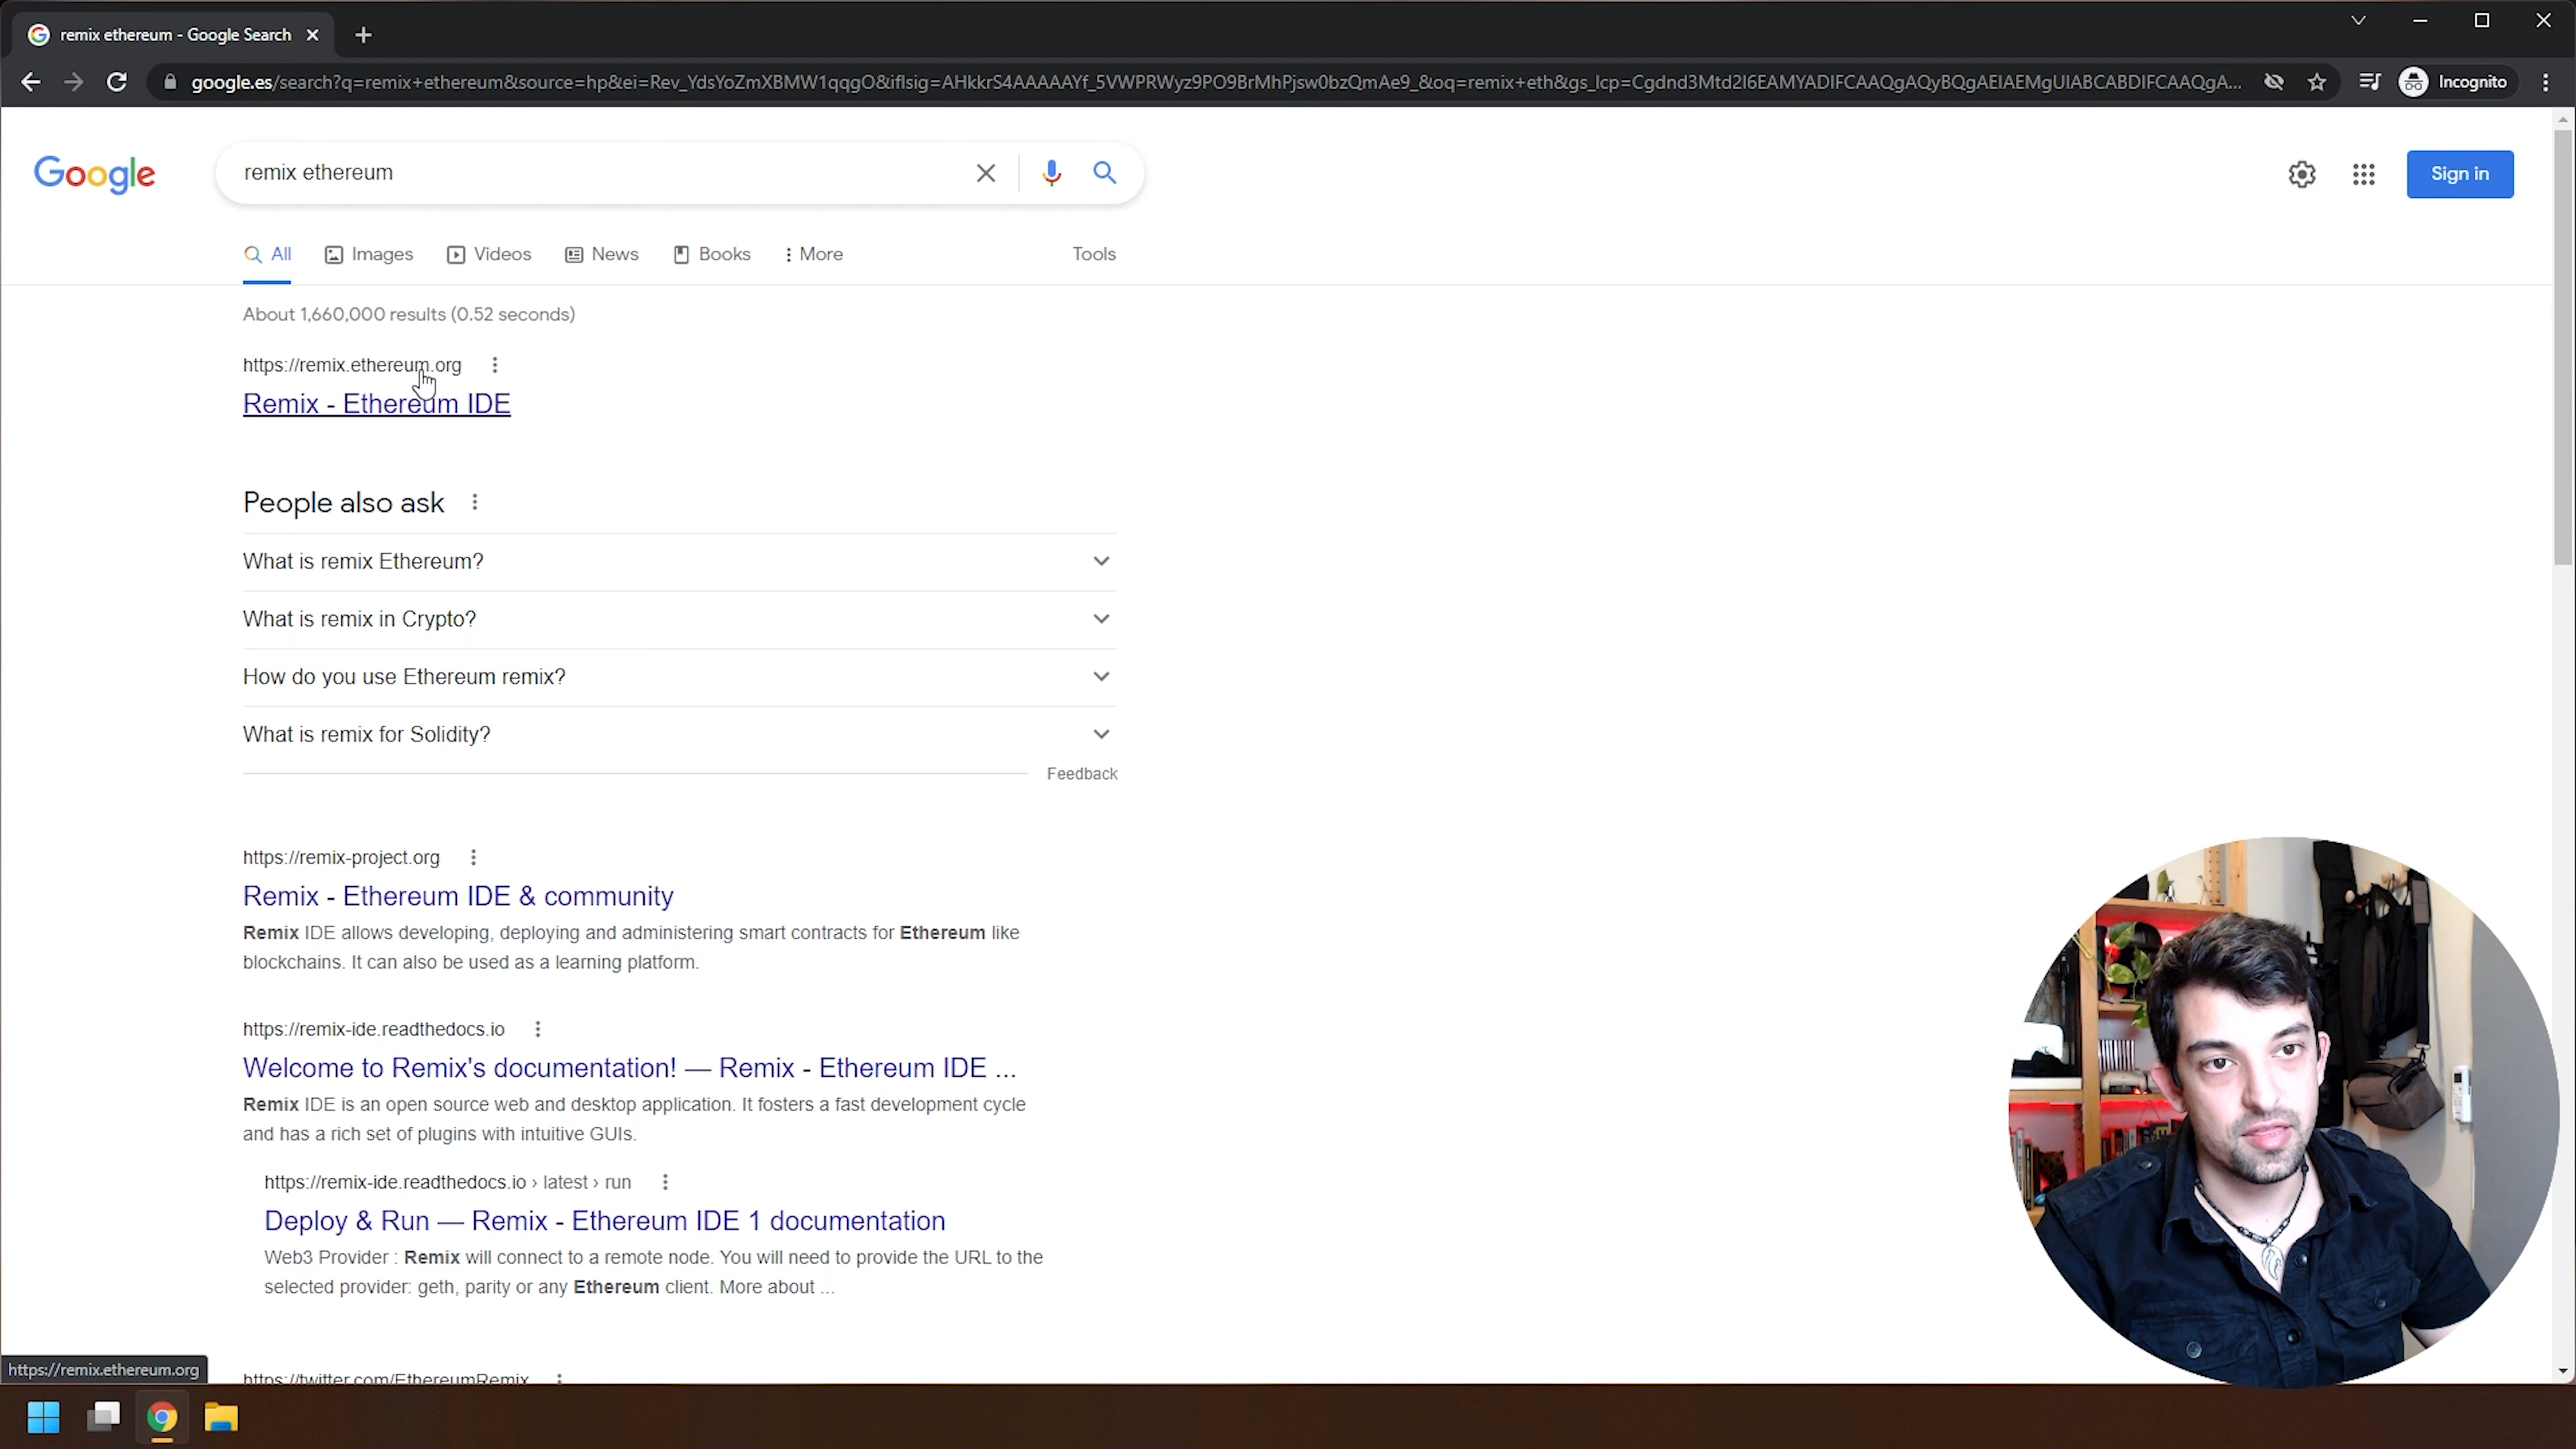 remix ethereum - Google Search
google.es/search?q=remix+ethereum&source=hp&ei=Rev_YdsYoZmXBMW1qqgO&iflsig=AHkkrS4AAAAAYf_5VWPRWyz9PO9BrMhPjsw0bzQmAe9_&oq=remix+eth&gs_lcp=Cgdnd3Mtd2l6EAMYADIFCAAQgAQyBQgAEIAEMgUIABCABDIFCAAQgA...
Incognito
Google
remix ethereum
Sign in
All
Images
Videos
News
Books
More
Tools
About 1,660,000 results (0.52 seconds)
https://remix.ethereum.org
Remix - Ethereum IDE
People also ask
What is remix Ethereum?
What is remix in Crypto?
How do you use Ethereum remix?
What is remix for Solidity?
Feedback
https://remix-project.org
Remix - Ethereum IDE & community
Remix IDE allows developing, deploying and administering smart contracts for Ethereum like
blockchains. It can also be used as a learning platform.
https://remix-ide.readthedocs.io
Welcome to Remix's documentation! — Remix - Ethereum IDE ...
Remix IDE is an open source web and desktop application. It fosters a fast development cycle
and has a rich set of plugins with intuitive GUIs.
https://remix-ide.readthedocs.io › latest › run
Deploy & Run — Remix - Ethereum IDE 1 documentation
Web3 Provider : Remix will connect to a remote node. You will need to provide the URL to the
selected provider: geth, parity or any Ethereum client. More about ...
https://remix.ethereum.org
https://twitter.com/EthereumRemix